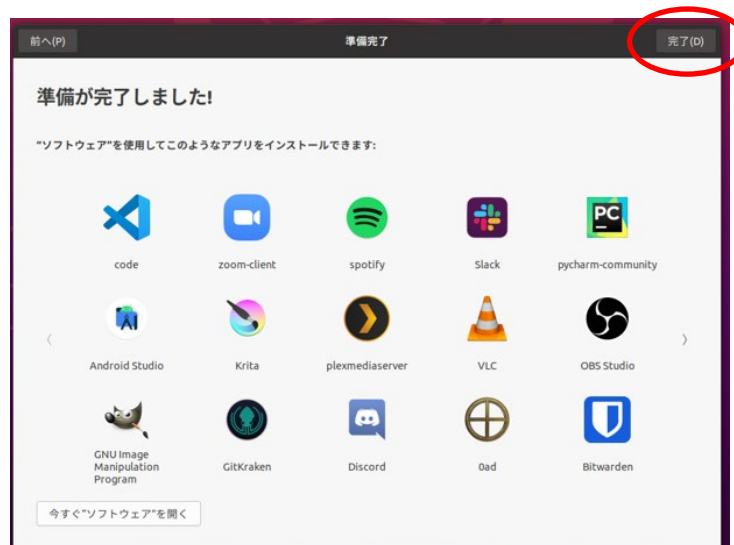 前へ(P)
準備完了
完了(D)
準備が完了しました!
"ソフトウェア"を使用してこのようなアプリをインストールできます:
PC
code
zoom-client
spotify
Slack
pycharm-community
Android Studio
Krita
plexmediaserver
VLC
OBS Studio
GNU Image
Manipulation
Program
GitKraken
Discord
0ad
Bitwarden
今すぐ"ソフトウェア"を開く